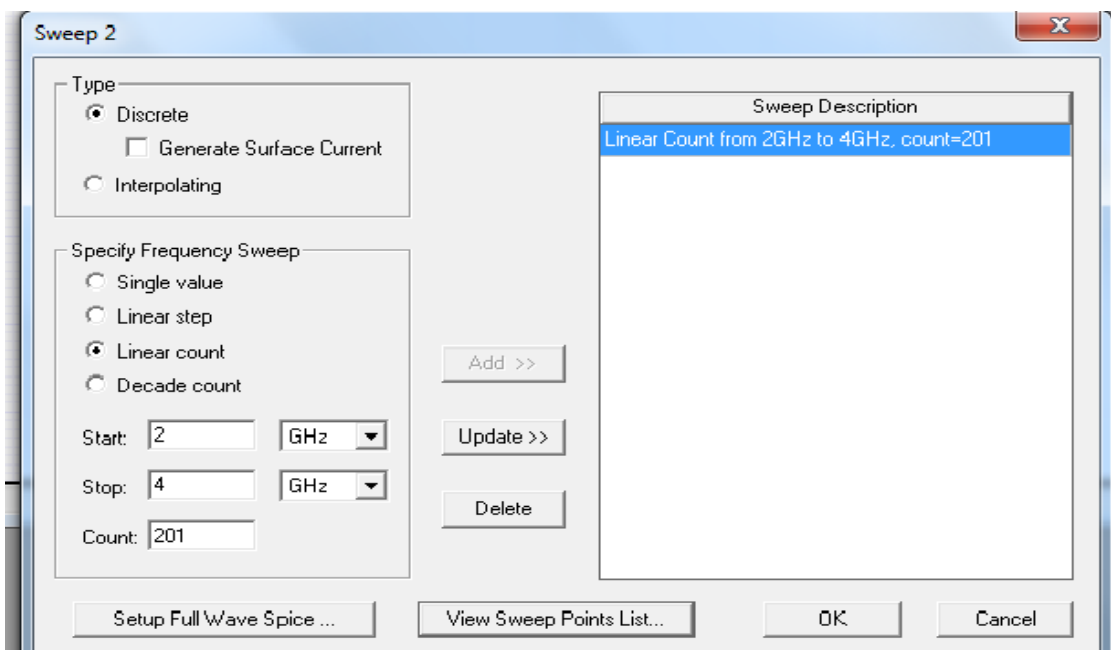 Sweep 2
Type
Discrete
Generate Surface Current
Interpolating
Specify Frequency Sweep
Single value
Linear step
Linear count
Decade count
Start: 2 GHz
Stop: 4 GHz
Count: 201
Add >>
Update >>
Delete
Sweep Description
Linear Count from 2GHz to 4GHz, count=201
Setup Full Wave Spice ... View Sweep Points List... OK Cancel